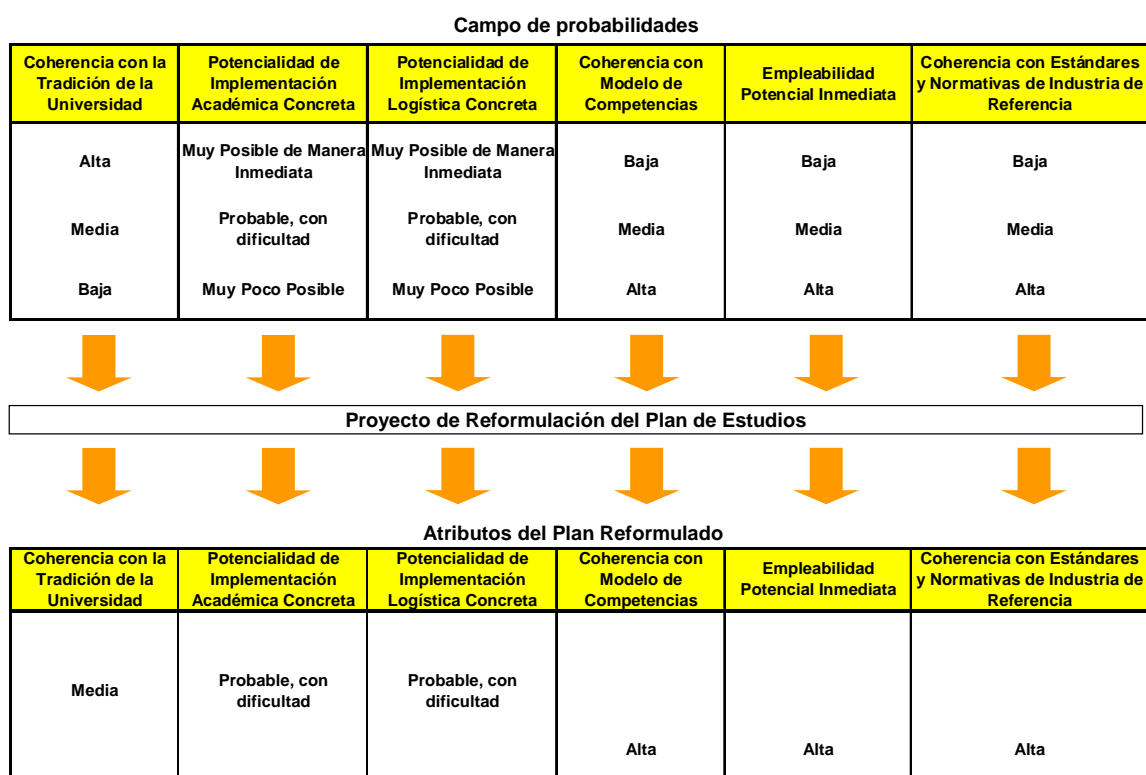 Campo de probabilidades
Coherencia con la
Tradición de la
Universidad
Potencialidad de
Implementación
Académica Concreta
Potencialidad de
Implementación
Logística Concreta
Coherencia con
Modelo de
Competencias
Empleabilidad
Potencial Inmediata
Coherencia con Estándares
y Normativas de Industria de
Referencia
Alta
Muy Posible de Manera
Inmediata
Muy Posible de Manera
Inmediata
Baja
Baja
Baja
Media
Probable, con
dificultad
Probable, con
dificultad
Media
Media
Media
Baja
Muy Poco Posible
Muy Poco Posible
Alta
Alta
Alta
Proyecto de Reformulación del Plan de Estudios
Atributos del Plan Reformulado
Coherencia con la
Tradición de la
Universidad
Potencialidad de
Implementación
Académica Concreta
Potencialidad de
Implementación
Logística Concreta
Coherencia con
Modelo de
Competencias
Empleabilidad
Potencial Inmediata
Coherencia con Estándares
y Normativas de Industria de
Referencia
Media
Probable, con
dificultad
Probable, con
dificultad
Alta
Alta
Alta